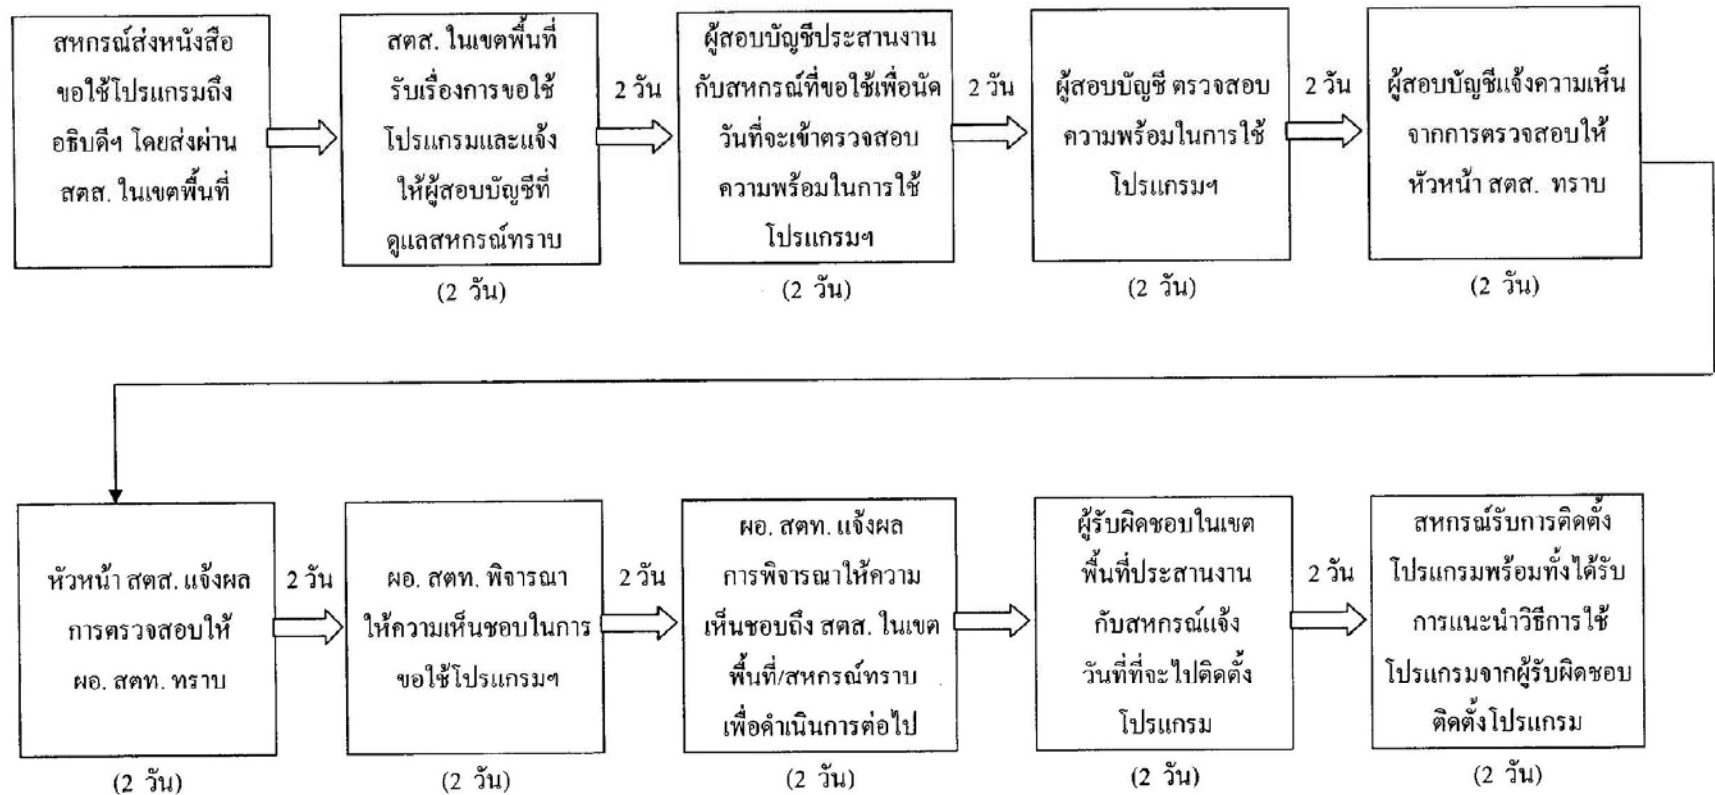 สหกรณ์ส่งหนังสือ
ขอใช้โปรแกรมถึง
อธิบดีฯ โดยส่งผ่าน
สตส. ในเขตพื้นที่
สตส. ในเขตพื้นที่
รับเรื่องการขอใช้
โปรแกรมและแจ้ง
ให้ผู้สอบบัญชีที่
ดูแลสหกรณ์ทราบ
(2 วัน)
2 วัน
ผู้สอบบัญชีประสานงาน
กับสหกรณ์ที่ขอใช้เพื่อนัด
วันที่จะเข้าตรวจสอบ
ความพร้อมในการใช้
โปรแกรมฯ
(2 วัน)
2 วัน
ผู้สอบบัญชี ตรวจสอบ
ความพร้อมในการใช้
โปรแกรมฯ
(2 วัน)
2 วัน
ผู้สอบบัญชีแจ้งความเห็น
จากการตรวจสอบให้
หัวหน้า สตส. ทราบ
(2 วัน)
หัวหน้า สตส. แจ้งผล
การตรวจสอบให้
ผอ. สตท. ทราบ
(2 วัน)
2 วัน
ผอ. สตท. พิจารณา
ให้ความเห็นชอบในการ
ขอใช้โปรแกรมฯ
(2 วัน)
2 วัน
ผอ. สตท. แจ้งผล
การพิจารณาให้ความ
เห็นชอบถึง สตส. ในเขต
พื้นที่/สหกรณ์ทราบ
เพื่อดำเนินการต่อไป
(2 วัน)
ผู้รับผิดชอบในเขต
พื้นที่ประสานงาน
กับสหกรณ์แจ้ง
วันที่ที่จะไปติดตั้ง
โปรแกรม
(2 วัน)
2 วัน
สหกรณ์รับการติดตั้ง
โปรแกรมพร้อมทั้งได้รับ
การแนะนำวิธีการใช้
โปรแกรมจากผู้รับผิดชอบ
ติดตั้งโปรแกรม
(2 วัน)